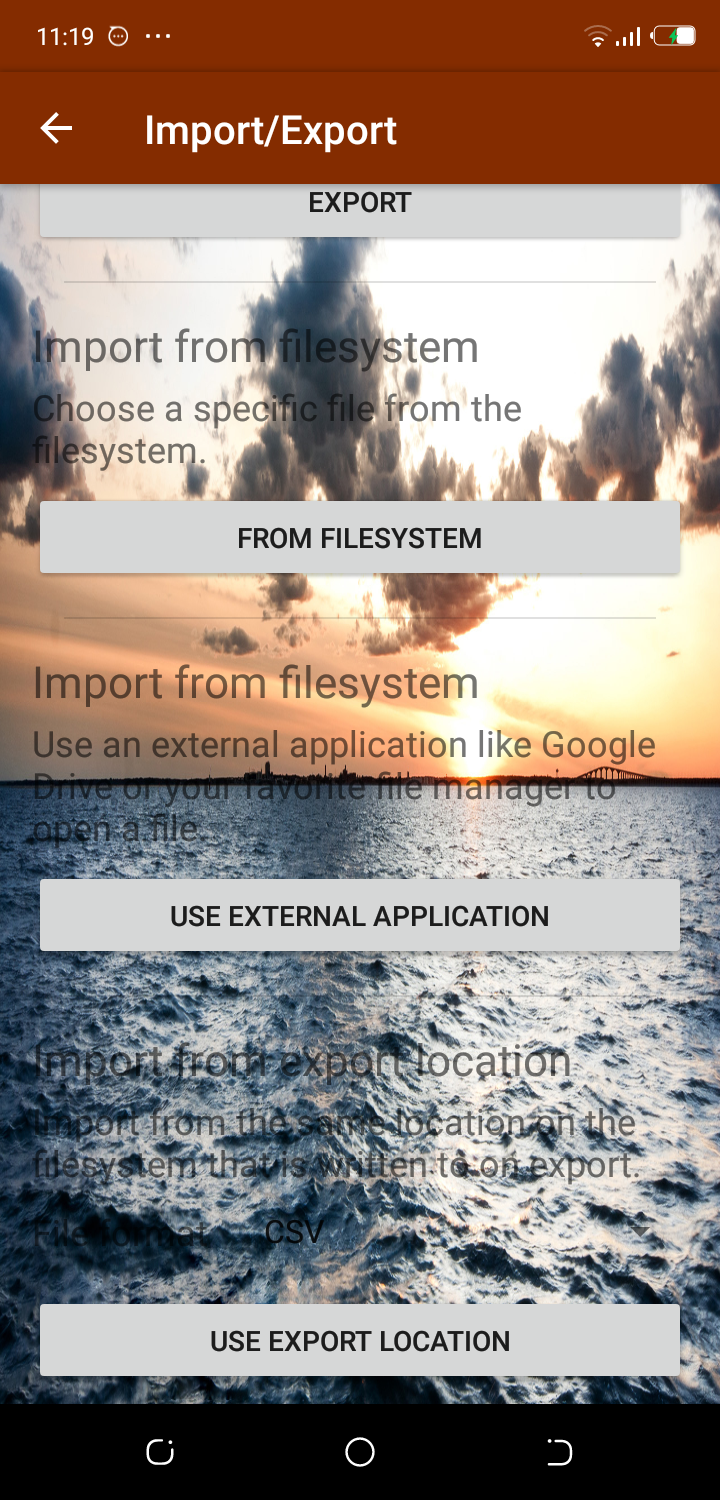 11:19
Import/Export
EXPORT
Import from filesystem
Choose a specific file from the
filesystem.
FROM FILESYSTEM
Import from filesystem
Use an external application like Google
Drive or your favorite file manager to
open a file.
USE EXTERNAL APPLICATION
Import from export location
Import from the same location on the
filesystem that is written to on export.
File format CSV
USE EXPORT LOCATION